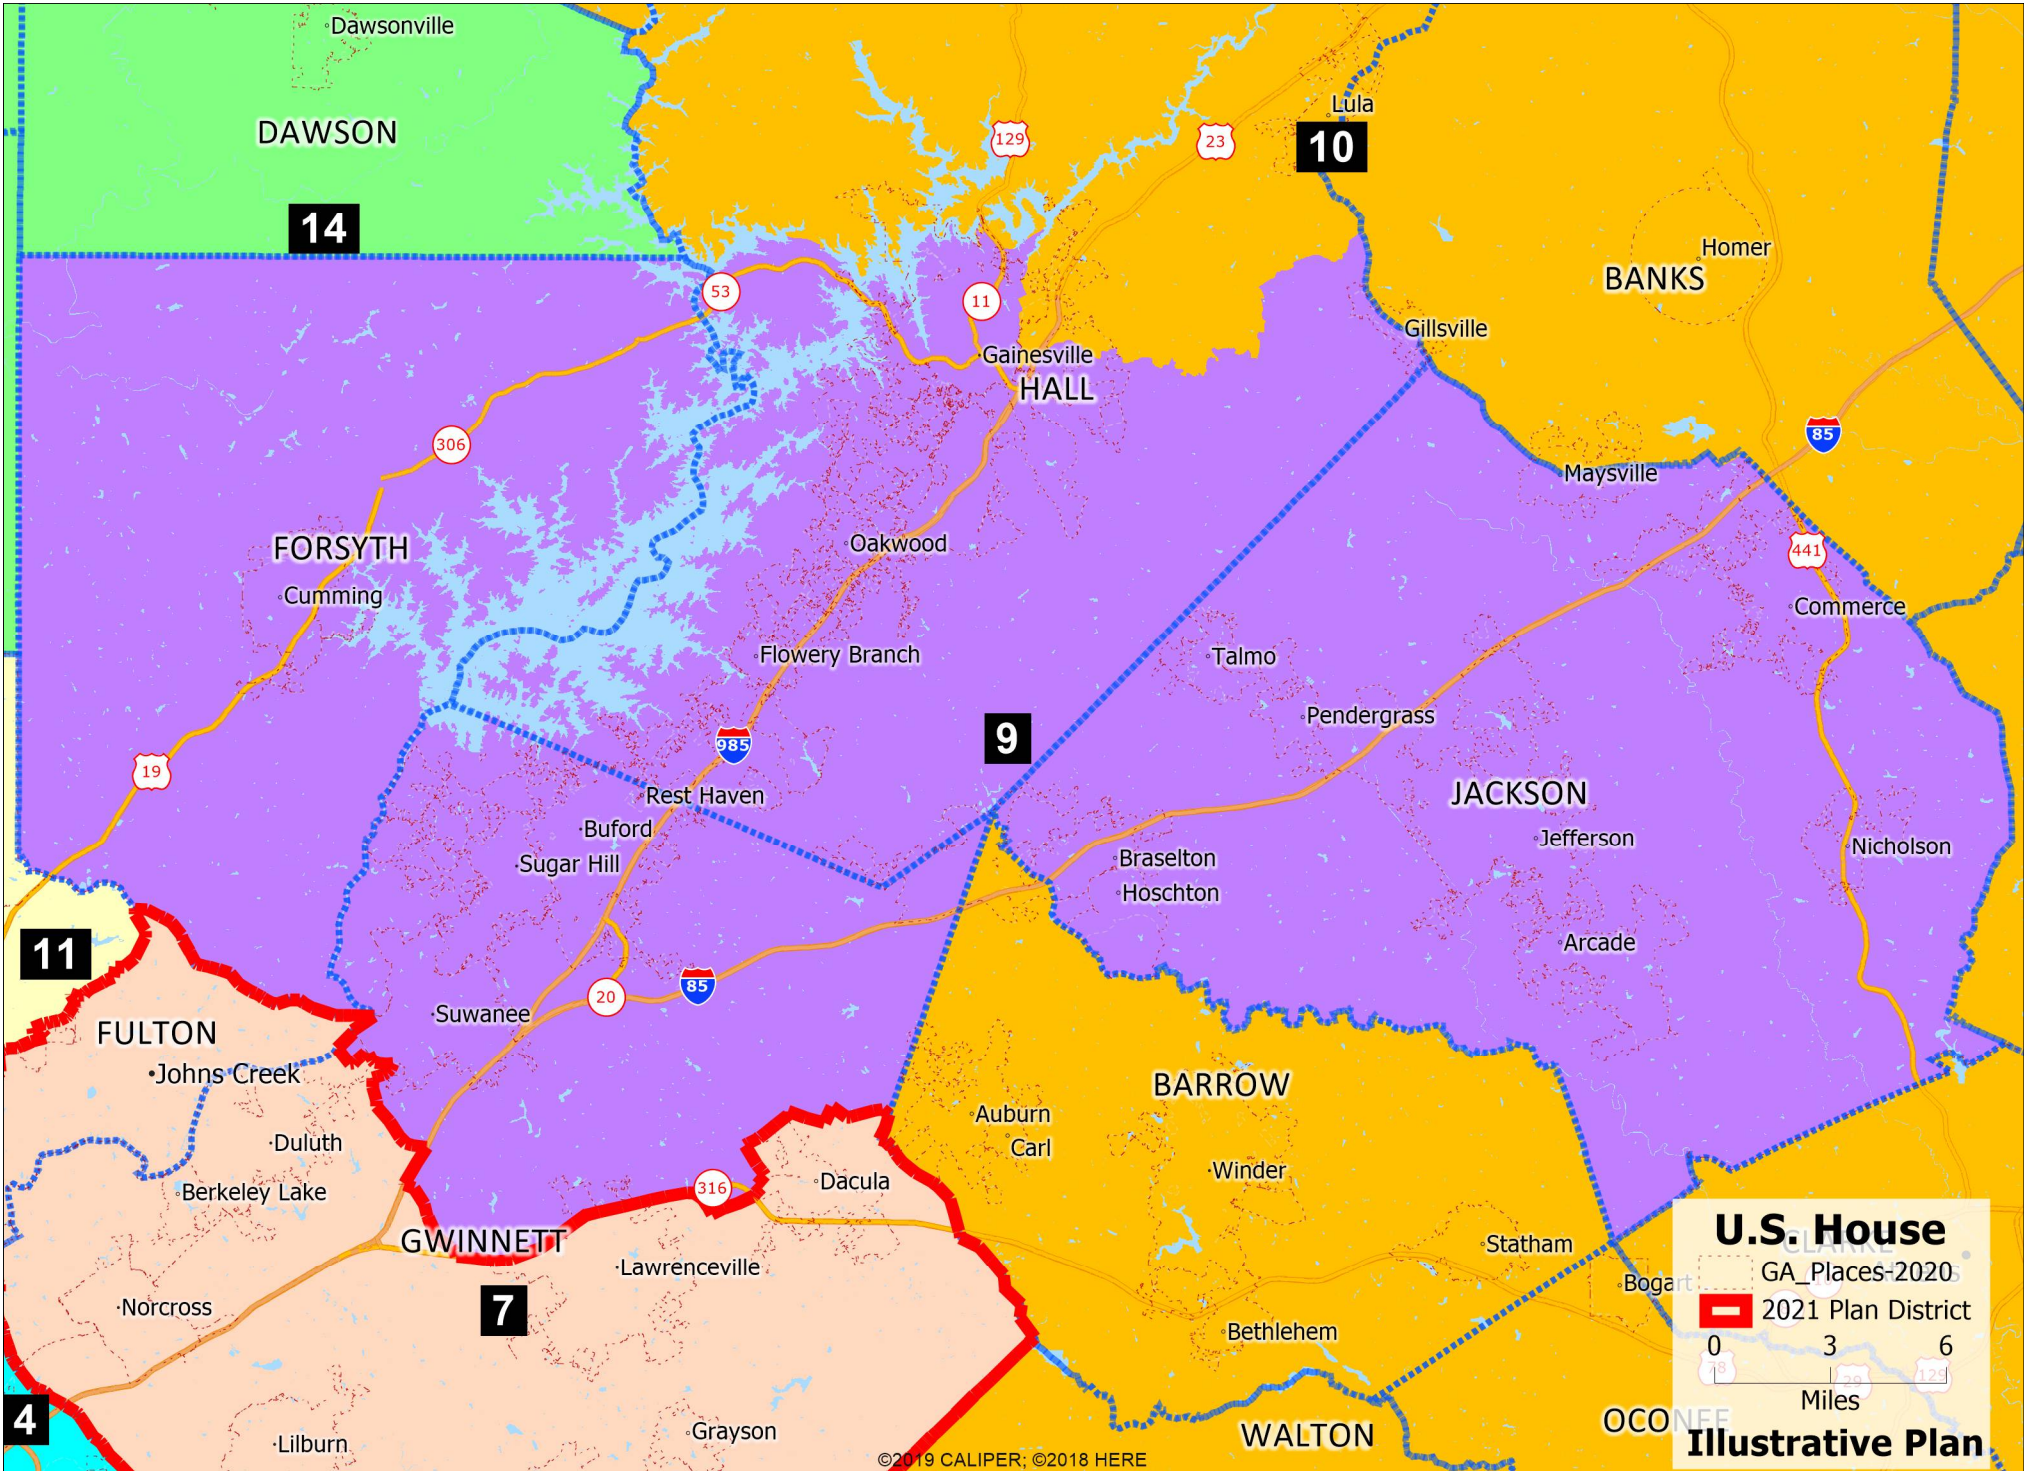 Dawsonville
Lula
DAWSON
129
23
10
14
Homer
BANKS
53
11
Gillsville
Gainesville
HALL
306
85
Maysville
FORSYTH
Oakwood
441
Cumming
Commerce
Flowery Branch
Talmo
Pendergrass
9
985
19
Rest Haven
JACKSON
Buford
Jefferson
Sugar Hill
Braselton
Nicholson
Hoschton
11
Arcade
85
20
Suwanee
FULTON
Johns Creek
BARROW
Auburn
Duluth
Carl
Winder
Dacula
Berkeley Lake
316
GWINNETT
Statham
Lawrenceville
Bogart
7
Norcross
Bethlehem
4
Grayson
WALTON
OCONEE
Lilburn
©2019 CALIPER; ©2018 HERE
U.S. House
CLARKE
GA_Places-2020
2021 Plan District
0 3 6
78
29
129
Miles
Illustrative Plan